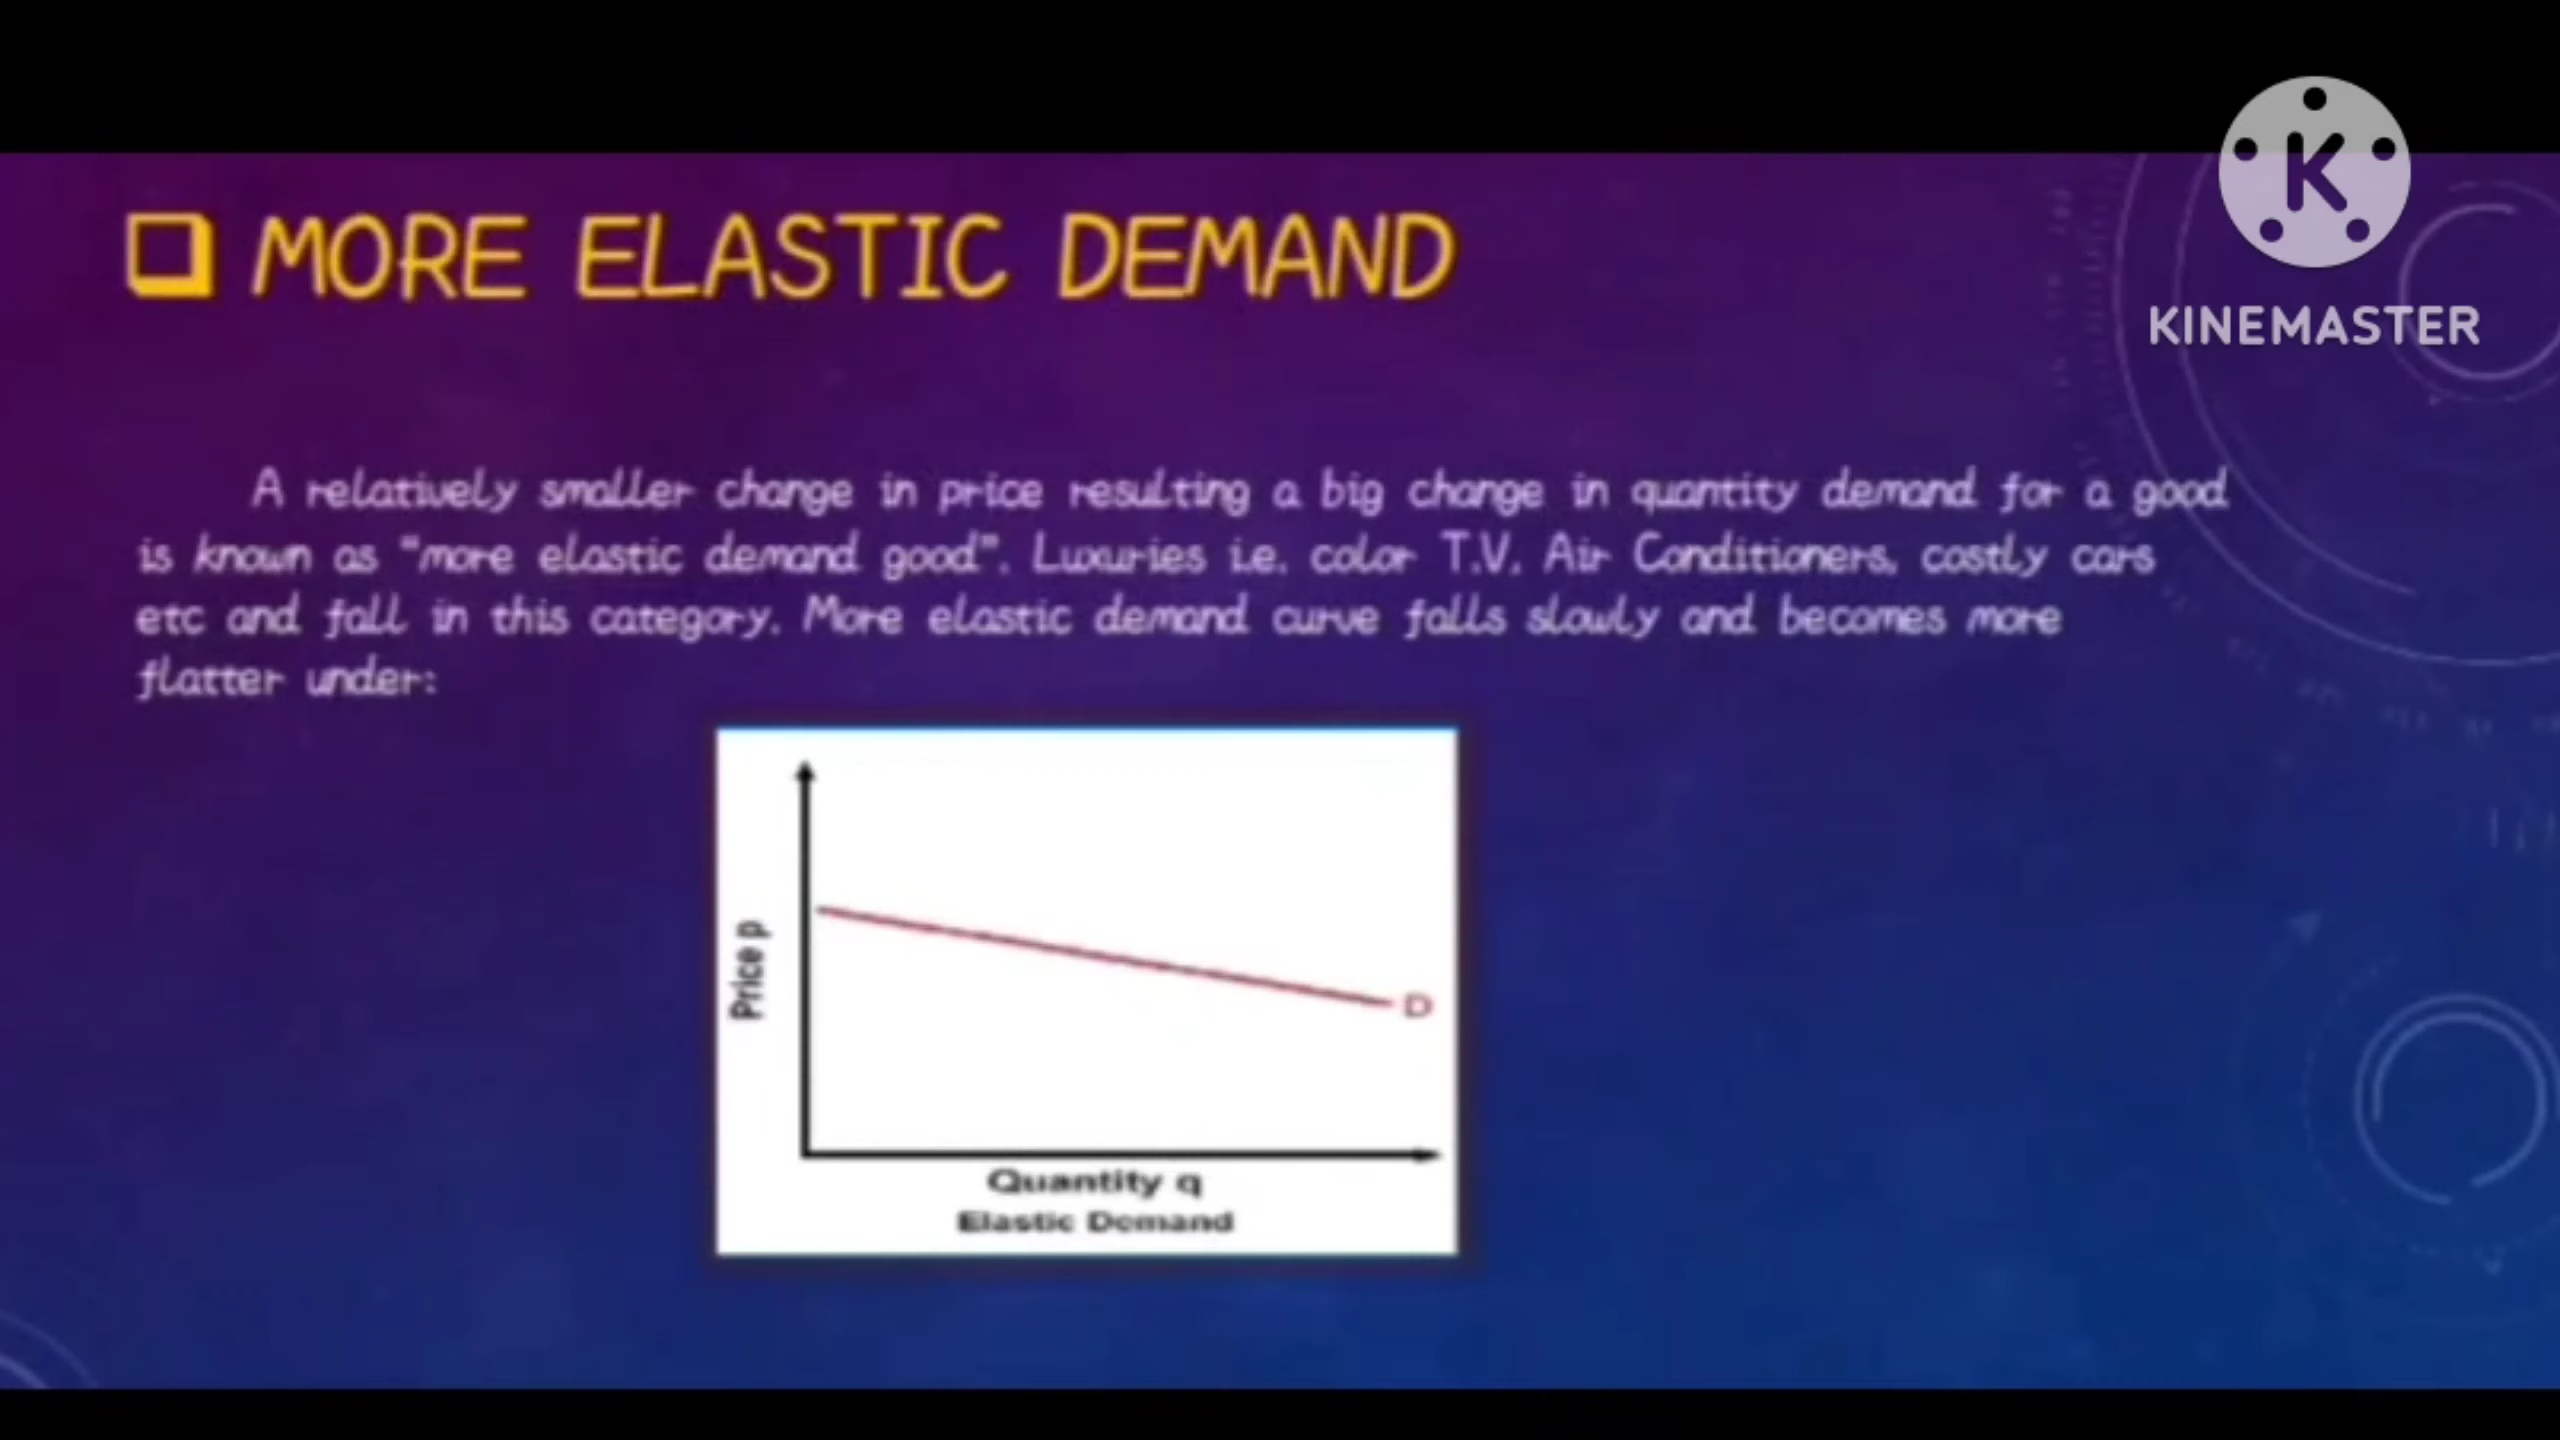 MORE ELASTIC DEMAND
K
KINEMASTER
A relatively smaller change in price resulting a big change in quantity demand for a good
is known as "more elastic demand good". Luxuries i.e. color T.V, Air Conditioners, costly cars
etc and fall in this category. More elastic demand curve falls slowly and becomes more
flatter under:
Price p
D
Quantity q
Elastic Demand